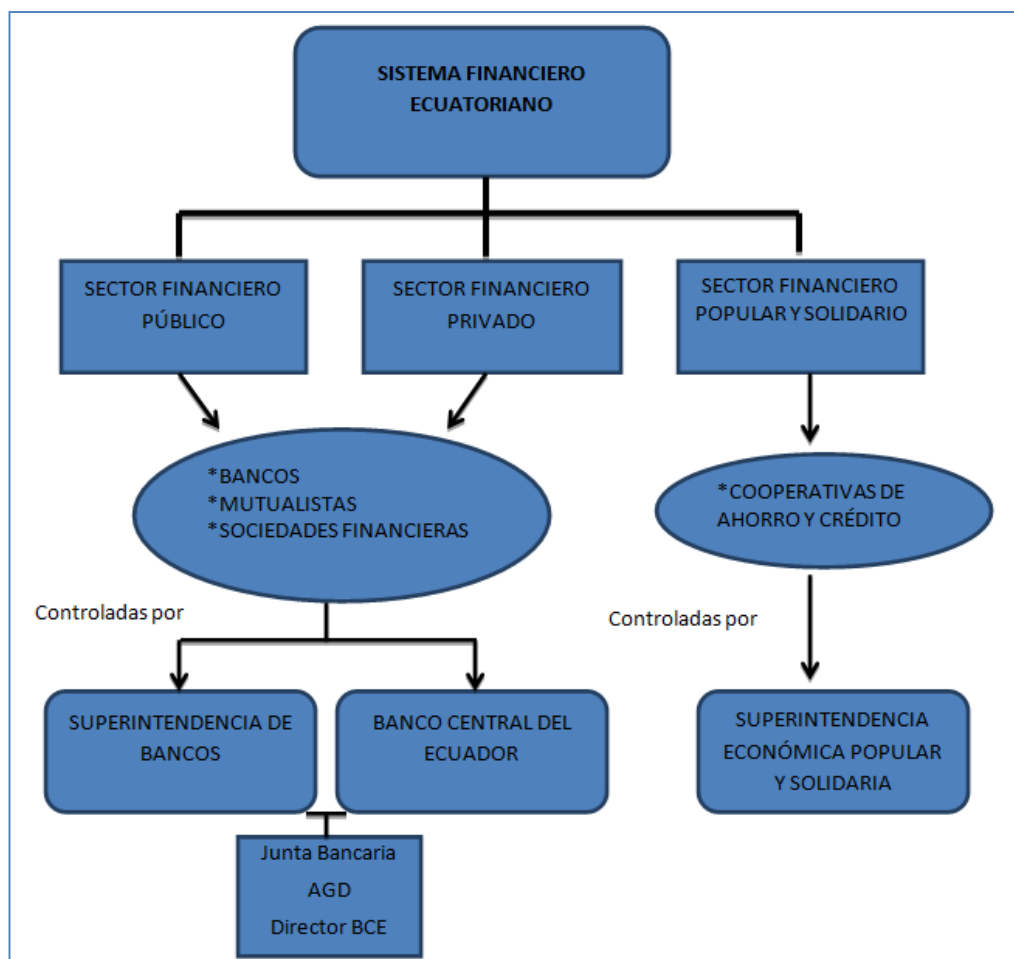 SISTEMA FINANCIERO
ECUATORIANO
SECTOR FINANCIERO
PÚBLICO
SECTOR FINANCIERO
PRIVADO
SECTOR FINANCIERO
POPULAR Y SOLIDARIO
*BANCOS
*MUTUALISTAS
*SOCIEDADES FINANCIERAS
*COOPERATIVAS DE
AHORRO Y CRÉDITO
Controladas por
Controladas por
SUPERINTENDENCIA DE
BANCOS
BANCO CENTRAL DEL
ECUADOR
SUPERINTENDENCIA
ECONÓMICA POPULAR
Y SOLIDARIA
Junta Bancaria
AGD
Director BCE